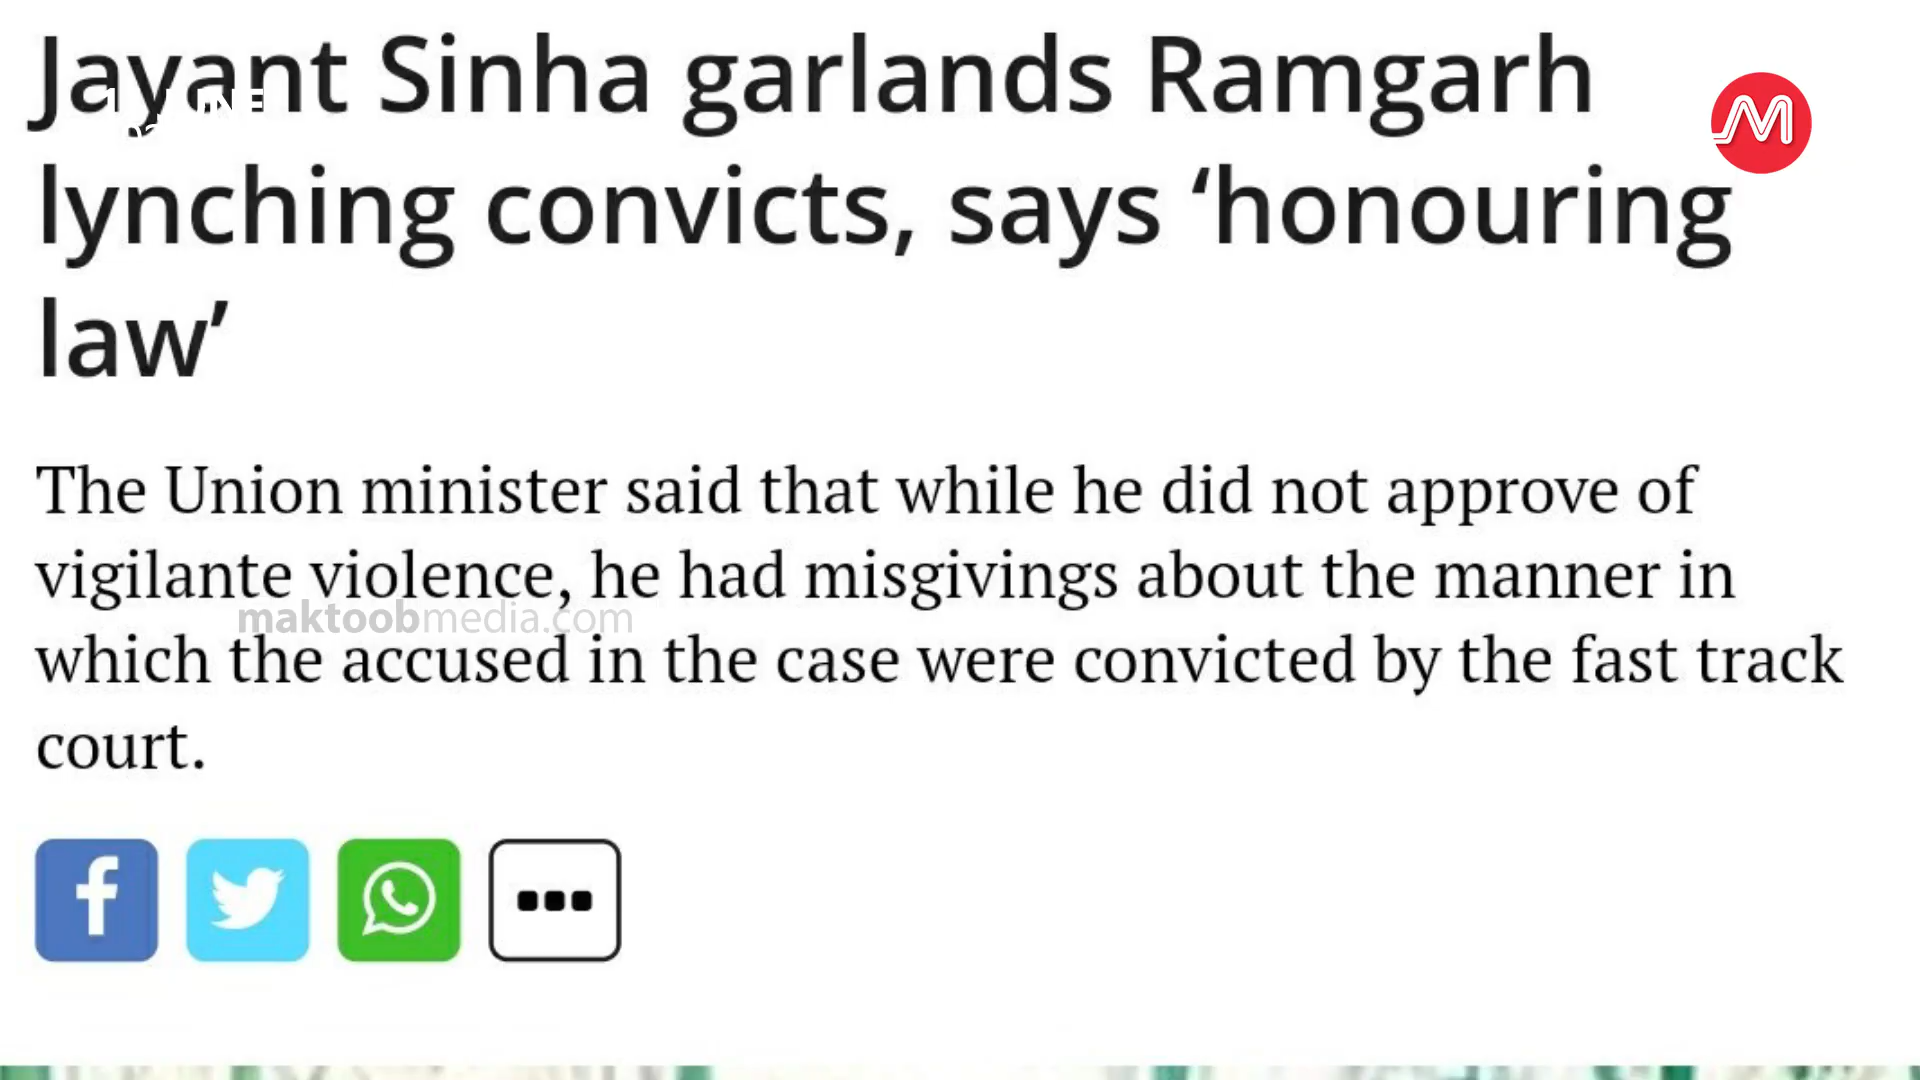 Jayant Sinha garlands Ramgarh
lynching convicts, says ‘honouring
law’
The Union minister said that while he did not approve of
vigilante violence, he had misgivings about the manner in
maktoobmedia.com
which the accused in the case were convicted by the fast track
court.